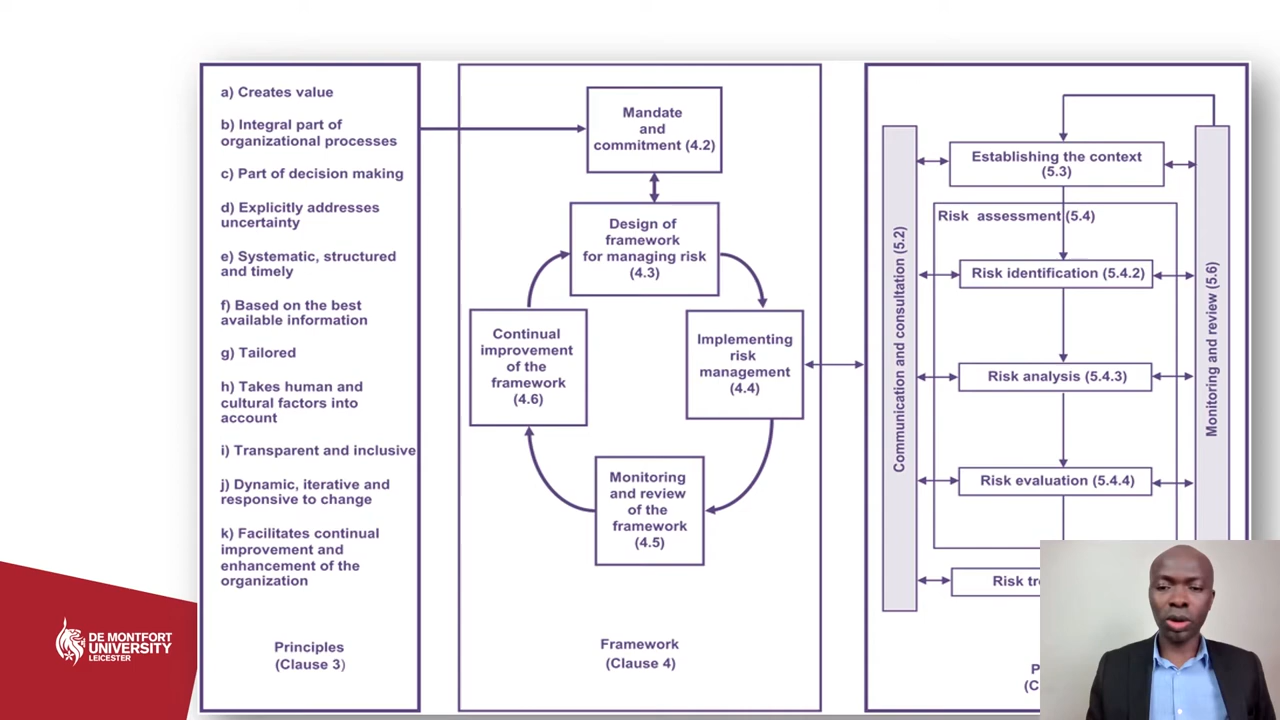 a) Creates value
b) Integral part of
organizational processes
c) Part of decision making
d) Explicitly addresses
uncertainty
e) Systematic, structured
and timely
f) Based on the best
available information
g) Tailored
h) Takes human and
cultural factors into
account
i) Transparent and inclusive
j) Dynamic, iterative and
responsive to change
k) Facilitates continual
improvement and
enhancement of the
organization
Principles
(Clause 3)
Mandate
and
commitment (4.2)
Design of
framework
for managing risk
(4.3)
Continual
improvement
of the
framework
(4.6)
Implementing
risk
management
(4.4)
Monitoring
and review
of the
framework
(4.5)
Framework
(Clause 4)
Communication and consultation (5.2)
Establishing the context
(5.3)
Risk assessment (5.4)
Risk identification (5.4.2)
Risk analysis (5.4.3)
Risk evaluation (5.4.4)
Risk
Monitoring and review (5.6)
DE MONTFORT
UNIVERSITY
LEICESTER